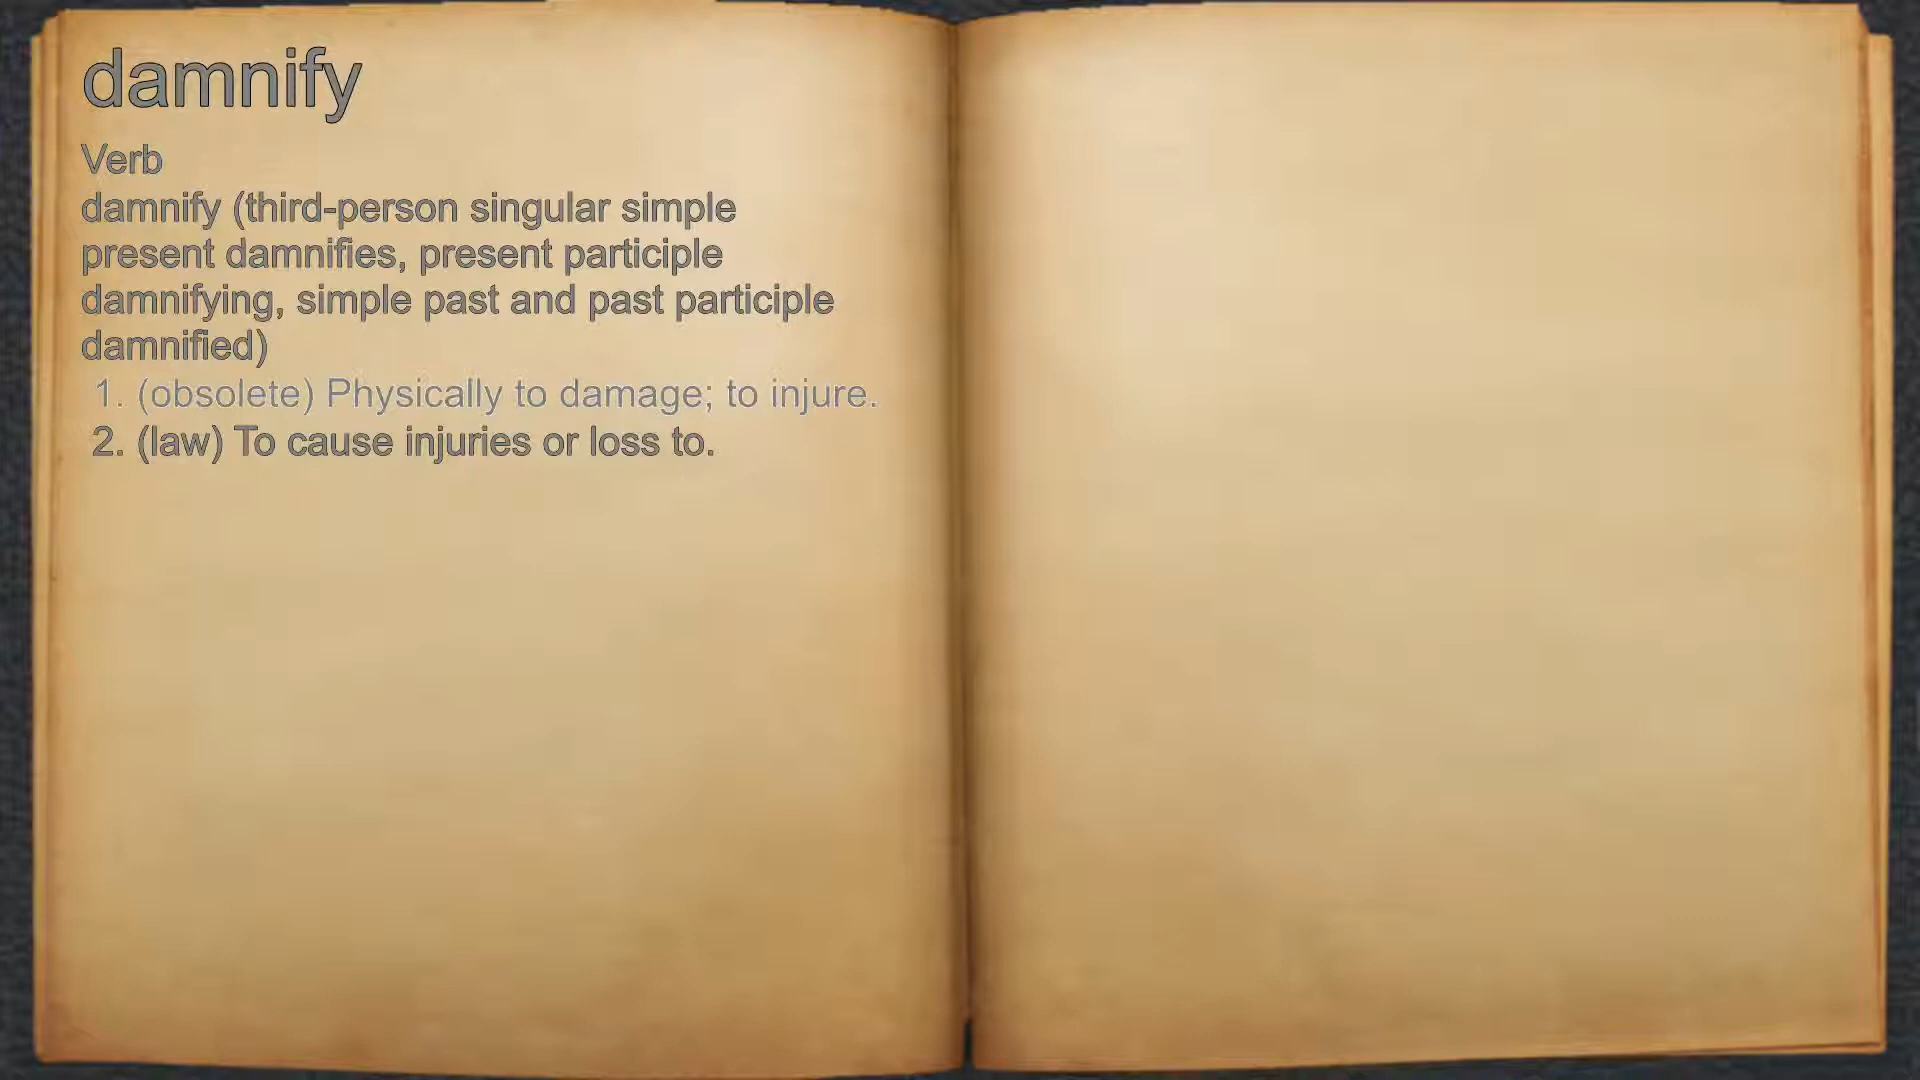 damnify
Verb
damnify (third-person singular simple
present damnifies, present participle
damnifying, simple past and past participle
damnified)
1. (obsolete) Physically to damage; to injure.
2. (law) To cause injuries or loss to.